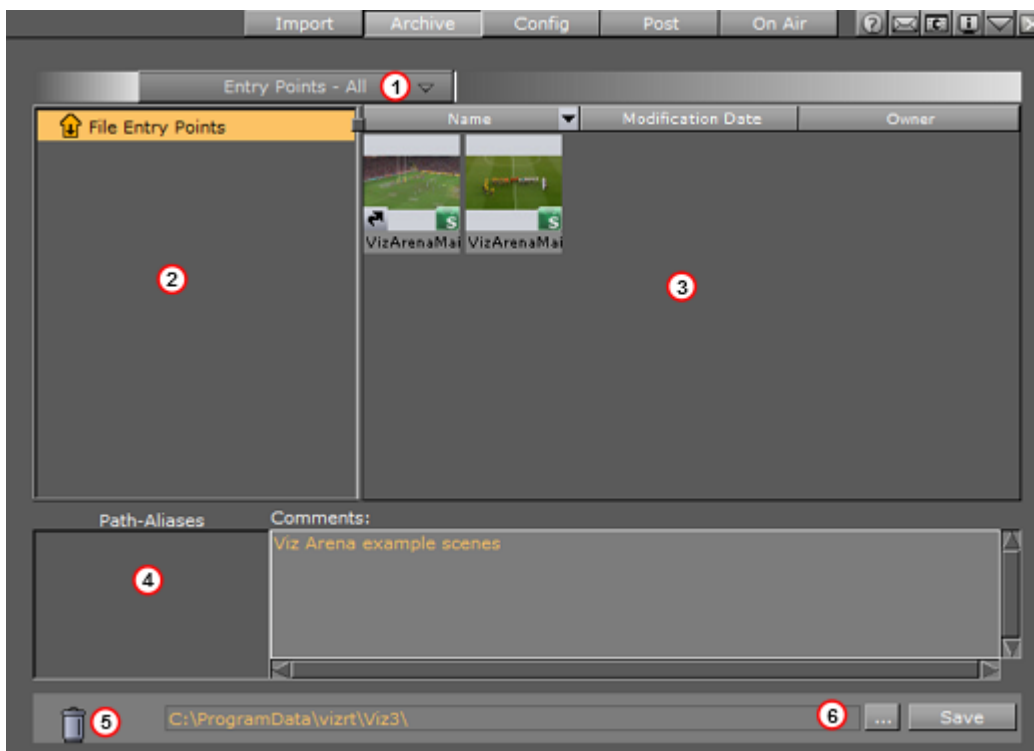 Import Archive Config Post On Air
Entry Points - All 1
File Entry Points
Name Modification Date Owner
S S
VizArenaMai VizArenaMai
2
3
Path-Aliases Comments:
Viz Arena example scenes
4
5 C:\ProgramData\vizrt\Viz3\ 6 ... Save